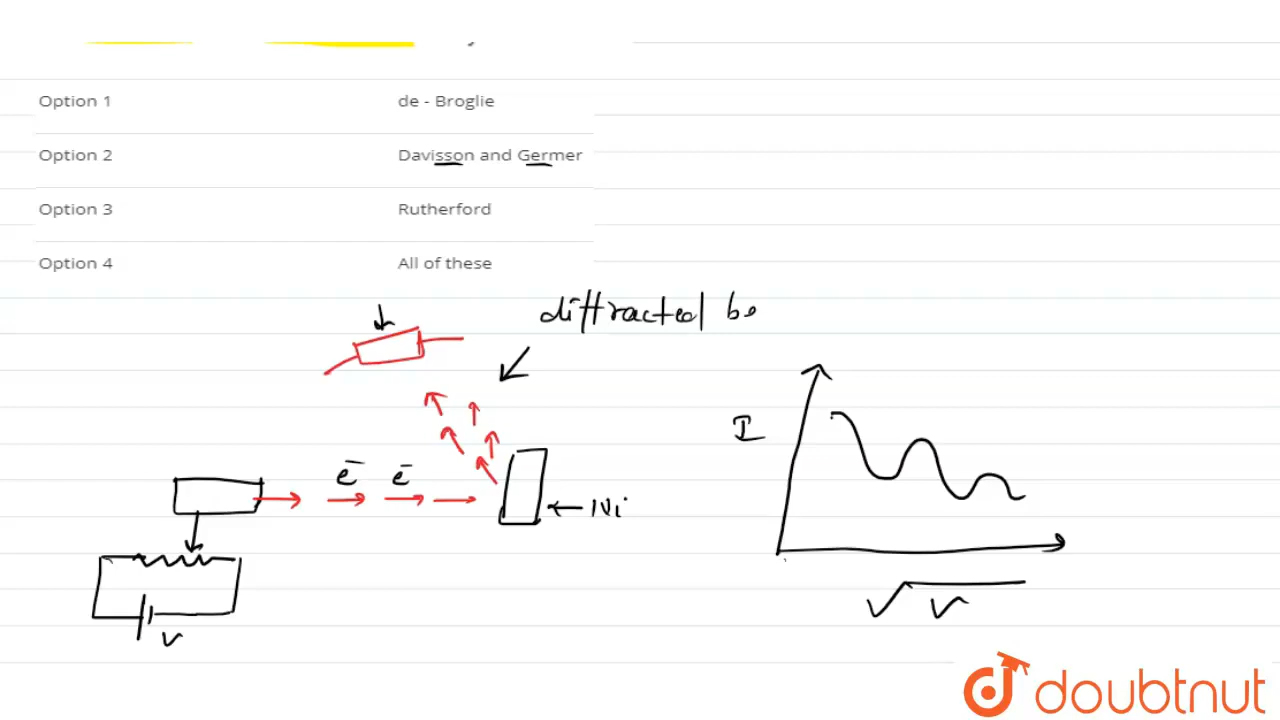 Option 1 de - Broglie
Option 2 Davisson and Germer
Option 3 Rutherford
Option 4 All of these
diffracted be
I
e⁻ e⁻
Ni
√V
V
doubtnut